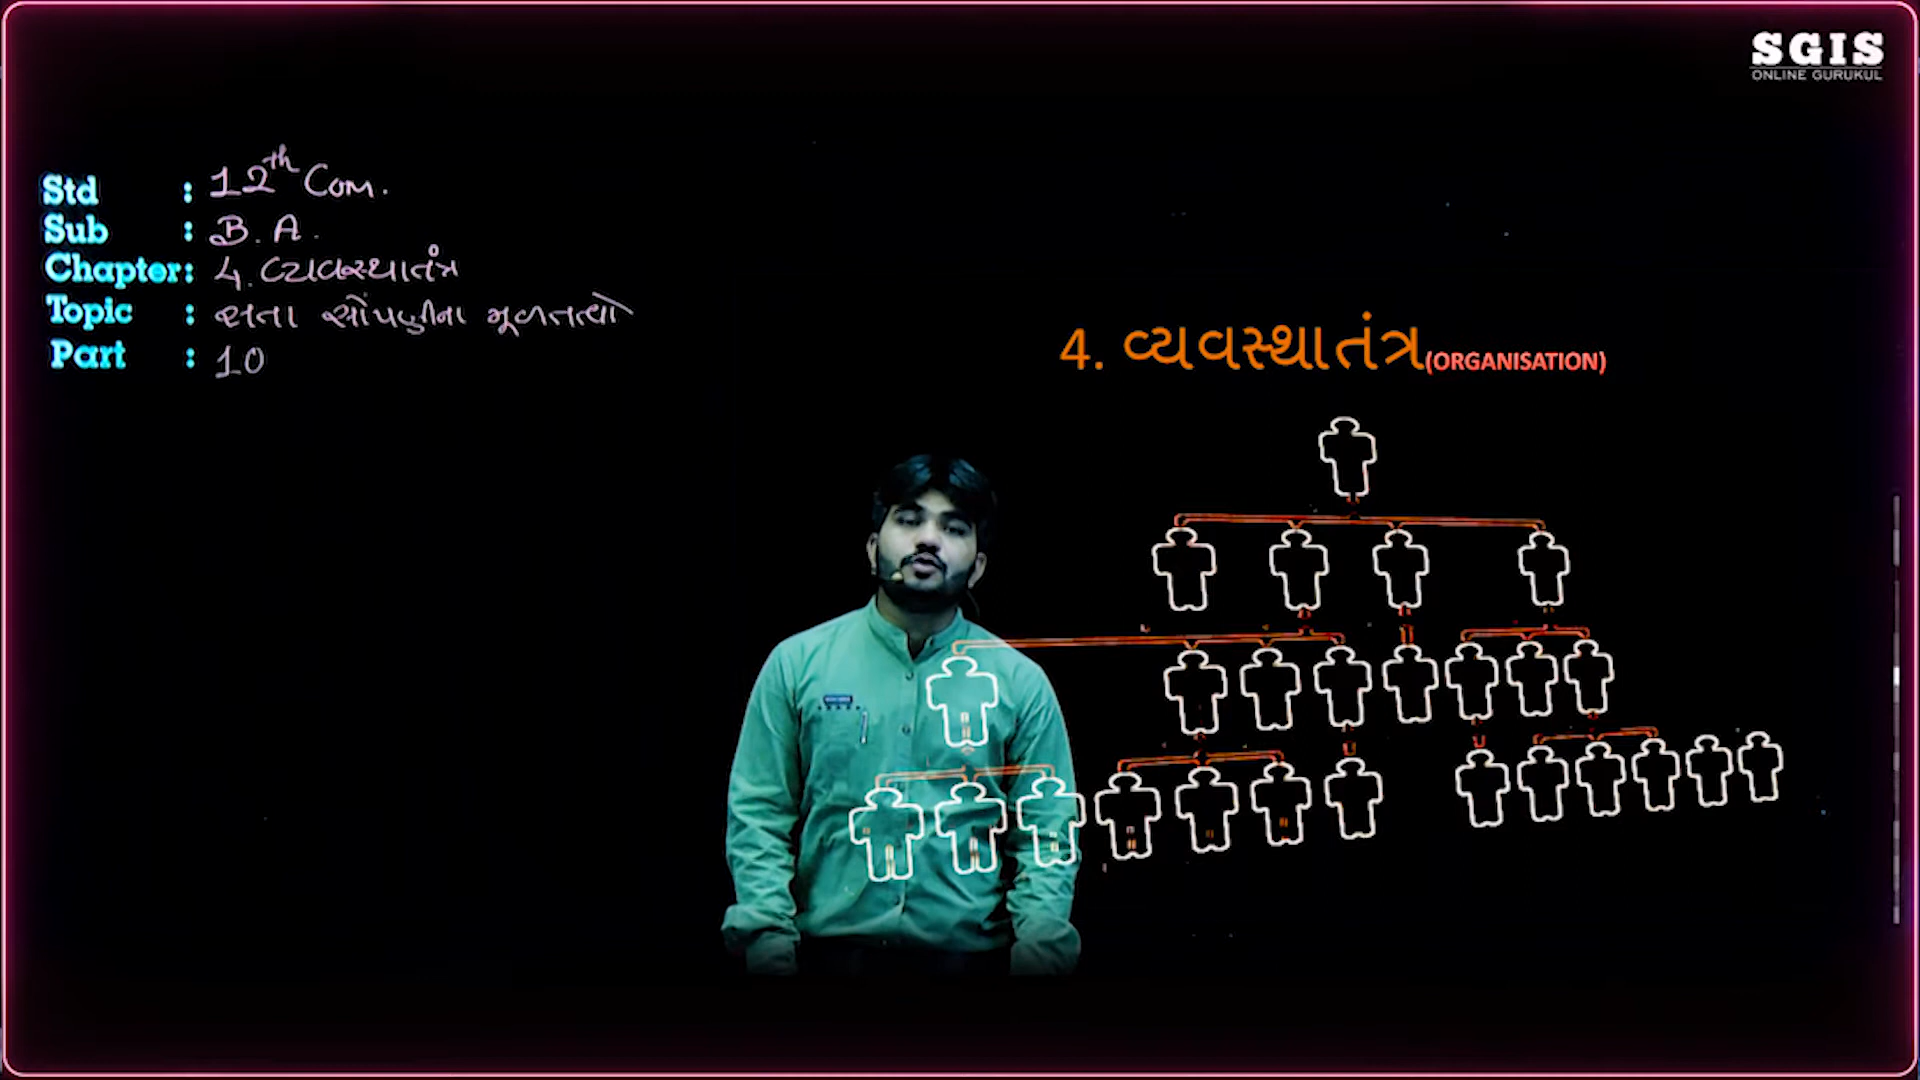 SGIS
ONLINE GURUKUL
Std : 12th Com.
Sub : B. A.
Chapter : 4. વ્યવસ્થાતંત્ર
Topic : સતા સોંપણીના મૂળતત્વો
Part : 10
4. વ્યવસ્થાતંત્ર(ORGANISATION)